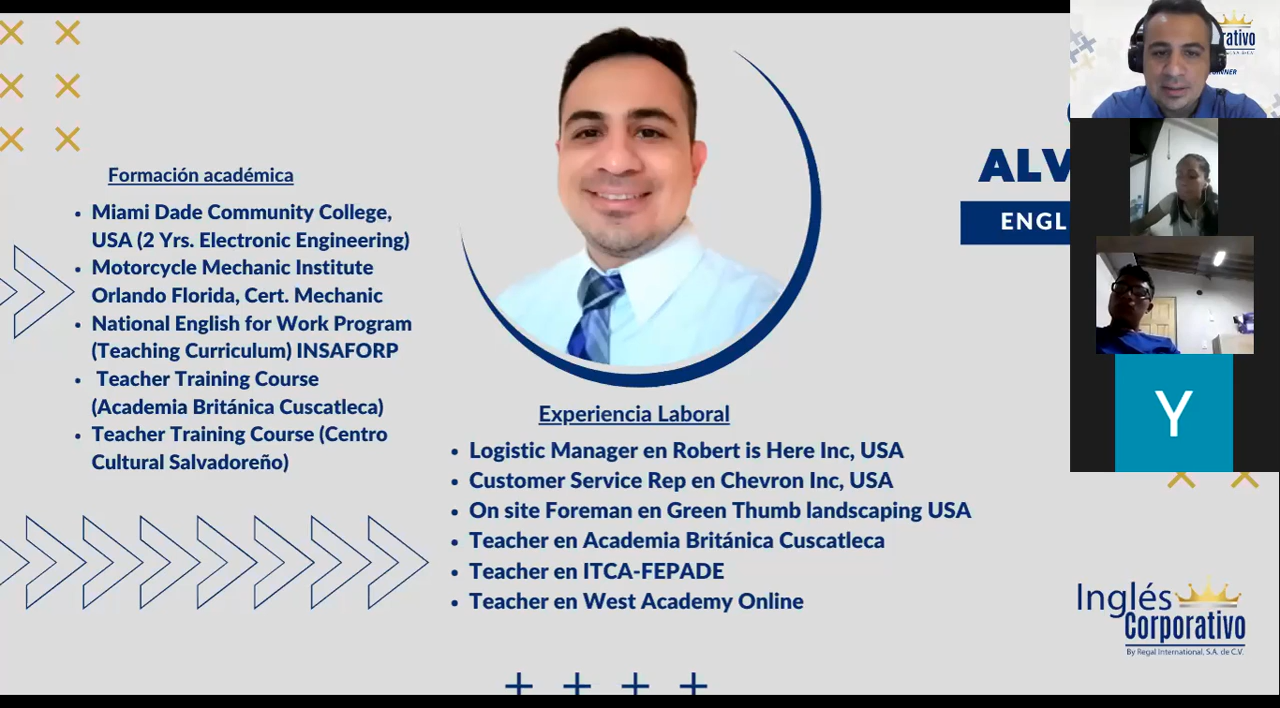 Formación académica
Miami Dade Community College,
USA (2 Yrs. Electronic Engineering)
Motorcycle Mechanic Institute
Orlando Florida, Cert. Mechanic
National English for Work Program
(Teaching Curriculum) INSAFORP
Teacher Training Course
(Academia Británica Cuscatleca)
Teacher Training Course (Centro
Cultural Salvadoreño)
Experiencia Laboral
Logistic Manager en Robert is Here Inc, USA
Customer Service Rep en Chevron Inc, USA
On site Foreman en Green Thumb landscaping USA
Teacher en Academia Británica Cuscatleca
Teacher en ITCA-FEPADE
Teacher en West Academy Online
ALV
ENGL
rativo
Y
Inglés
Corporativo
By Regal International, S.A. de C.V.